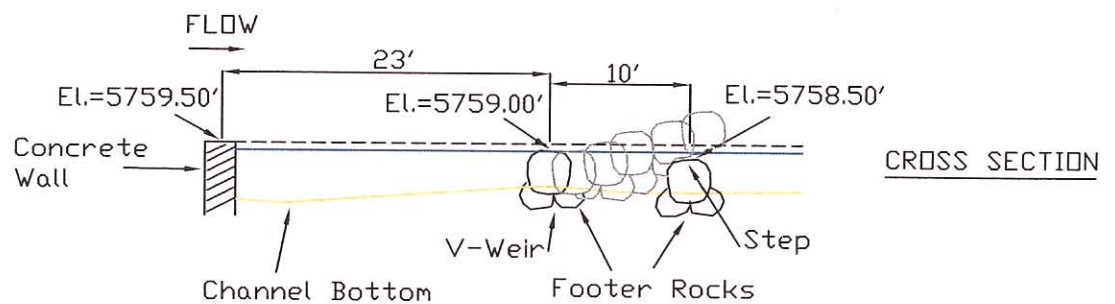 FLOW
23'
10'
El.=5759.50'
El.=5759.00'
El.=5758.50'
Concrete
Wall
CROSS SECTION
V-Weir
Step
Channel Bottom
Footer Rocks